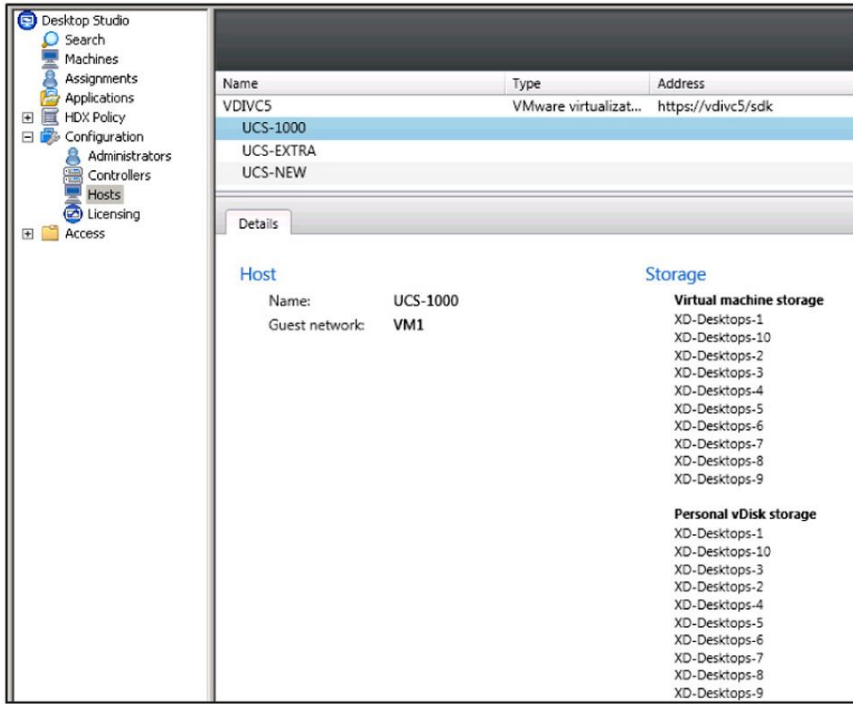 Desktop Studio
Search
Machines
Assignments
Applications
HDX Policy
Configuration
Administrators
Controllers
Hosts
Licensing
Access
Name Type Address
VDIVC5 VMware virtualizat... https://vdivc5/sdk
UCS-1000
UCS-EXTRA
UCS-NEW
Details
Host
Name: UCS-1000
Guest network: VM1
Storage
Virtual machine storage
XD-Desktops-1
XD-Desktops-10
XD-Desktops-2
XD-Desktops-3
XD-Desktops-4
XD-Desktops-5
XD-Desktops-6
XD-Desktops-7
XD-Desktops-8
XD-Desktops-9
Personal vDisk storage
XD-Desktops-1
XD-Desktops-10
XD-Desktops-3
XD-Desktops-2
XD-Desktops-4
XD-Desktops-5
XD-Desktops-6
XD-Desktops-7
XD-Desktops-8
XD-Desktops-9